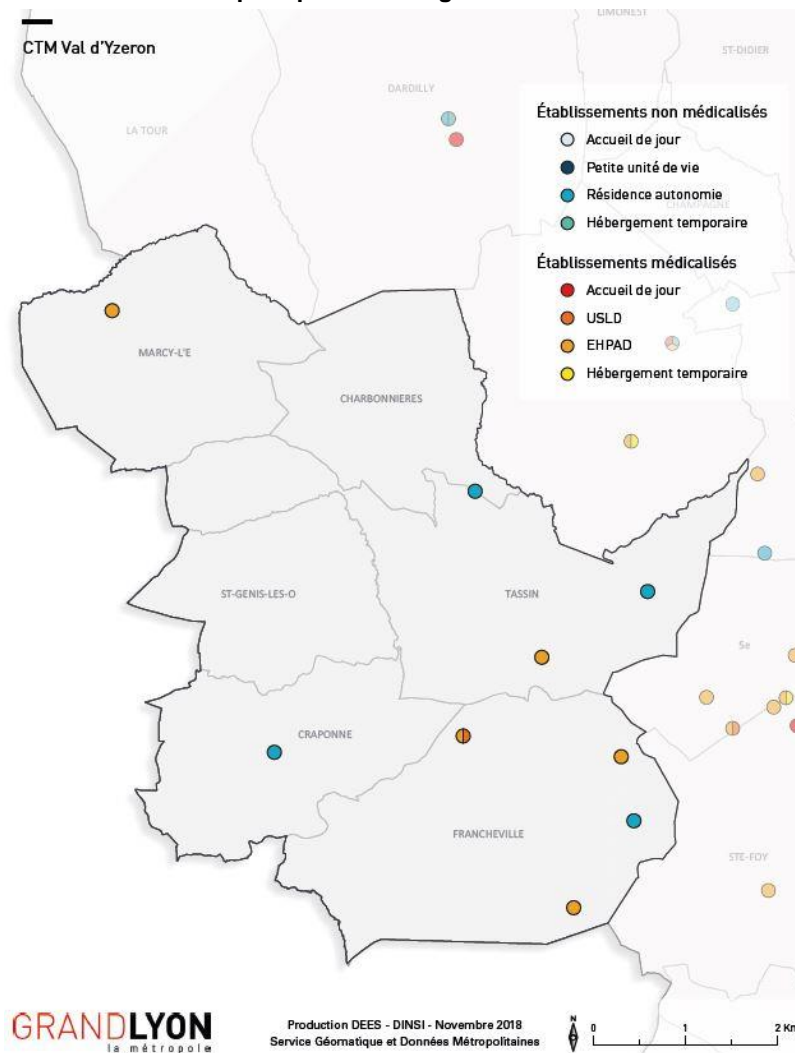 CTM Val d'Yzeron
LIMONEST
ST-DIDIER
DARDILLY
LA TOUR
Établissements non médicalisés
Accueil de jour
Petite unité de vie
Résidence autonomie
CHAMPAGNE
Hébergement temporaire
Établissements médicalisés
Accueil de jour
USLD
EHPAD
Hébergement temporaire
MARCY-L'E
CHARBONNIERES
ST-GENIS-LES-O
TASSIN
5e
CRAPONNE
FRANCHEVILLE
STE-FOY
GRANDLYON
la métropole
Production DEES - DINSI - Novembre 2018
Service Géomatique et Données Métropolitaines
N
0 1 2 Km